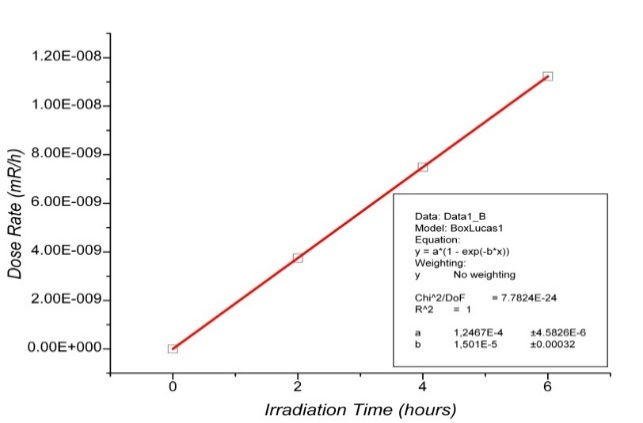 Dose Rate (mR/h)
1.20E-008
1.00E-008
8.00E-009
6.00E-009
4.00E-009
2.00E-009
0.00E+000
Data: Data1_B
Model: BoxLucas1
Equation:
y = a*(1 - exp(-b*x))
Weighting:
y No weighting
Chi^2/DoF = 7.7824E-24
R^2 = 1
a 1,2467E-4 ±4.5826E-6
b 1,501E-5 ±0.00032
0 2 4 6
Irradiation Time (hours)